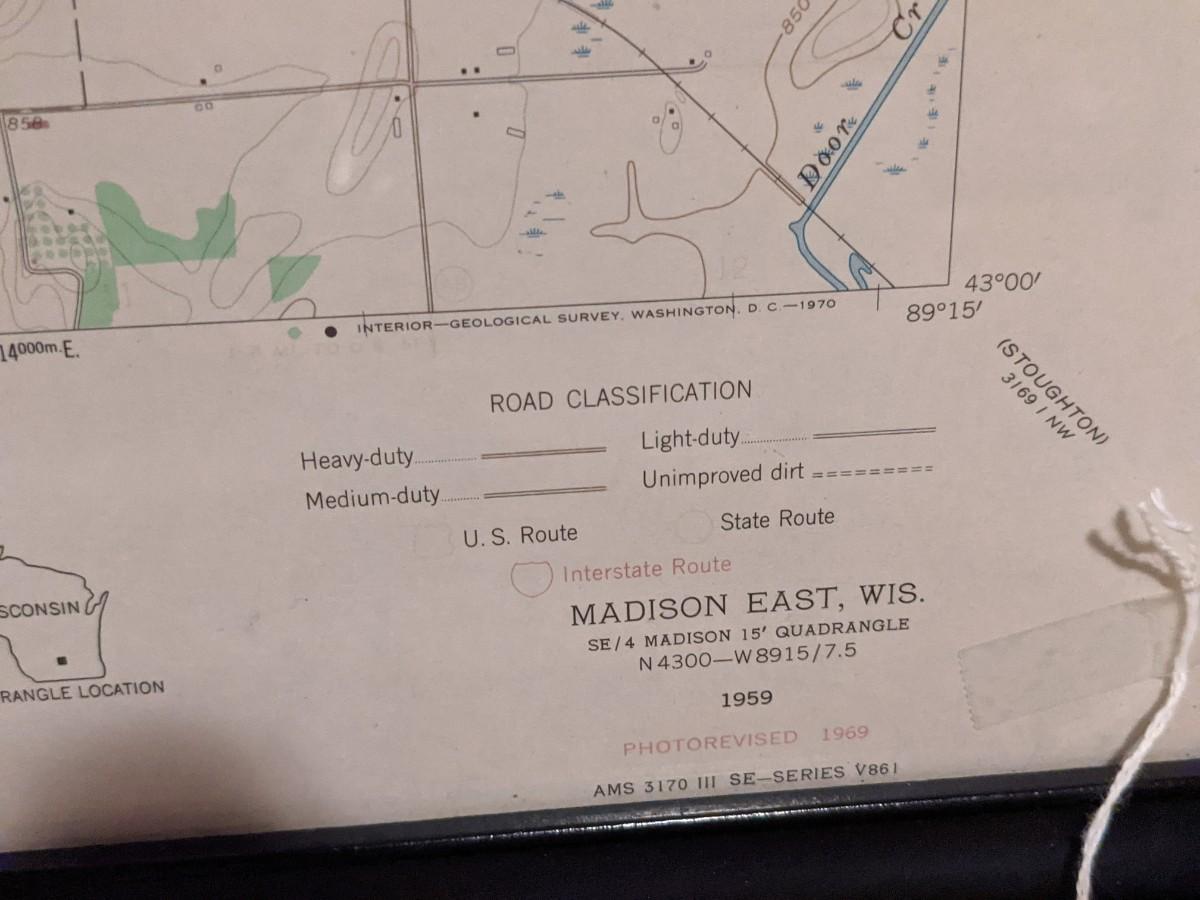 850
Cr
858
Door
12
43°00′
89°15′
14000m.E.
INTERIOR—GEOLOGICAL SURVEY, WASHINGTON, D. C.—1970
(STOUGHTON)
3169 I NW
ROAD CLASSIFICATION
Heavy-duty
Light-duty
Medium-duty
Unimproved dirt
U. S. Route
State Route
Interstate Route
SCONSIN
RANGLE LOCATION
MADISON EAST, WIS.
SE/4 MADISON 15′ QUADRANGLE
N4300—W8915/7.5
1959
PHOTOREVISED 1969
AMS 3170 III SE—SERIES V861